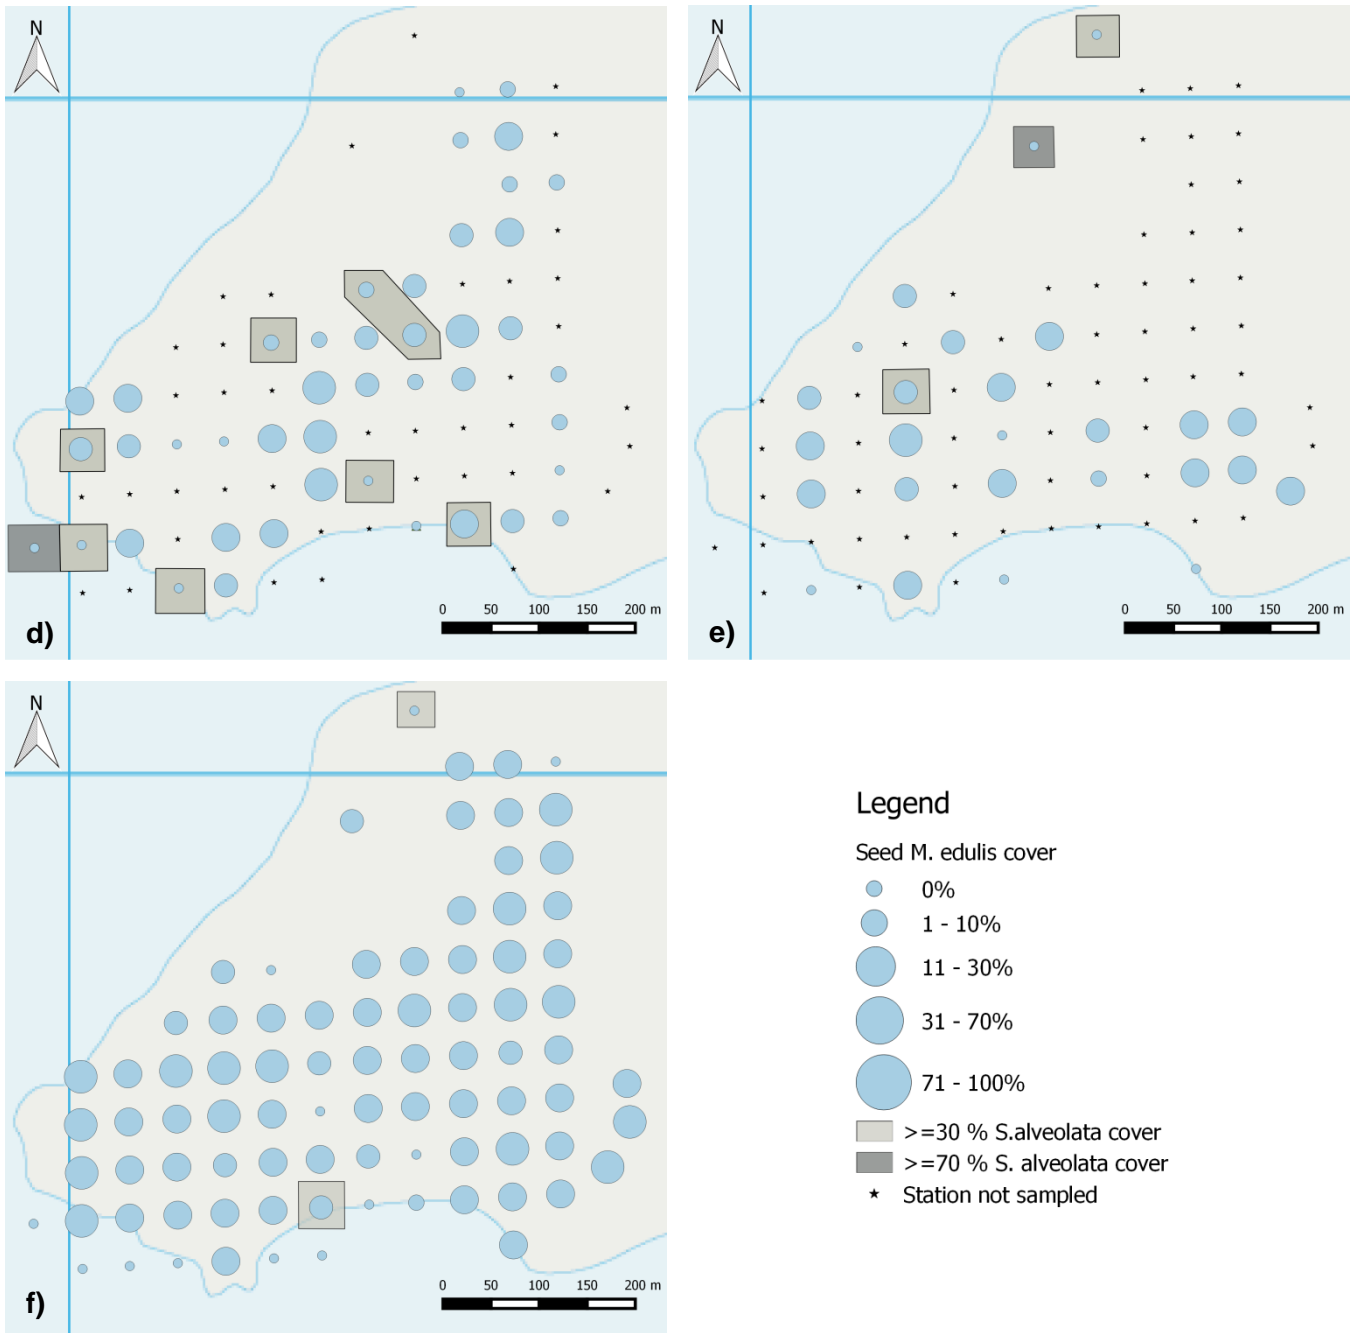 N
d)
0 50 100 150 200 m
N
e)
0 50 100 150 200 m
N
f)
0 50 100 150 200 m
Legend
Seed M. edulis cover
0%
1 - 10%
11 - 30%
31 - 70%
71 - 100%
>=30 % S.alveolata cover
>=70 % S. alveolata cover
Station not sampled